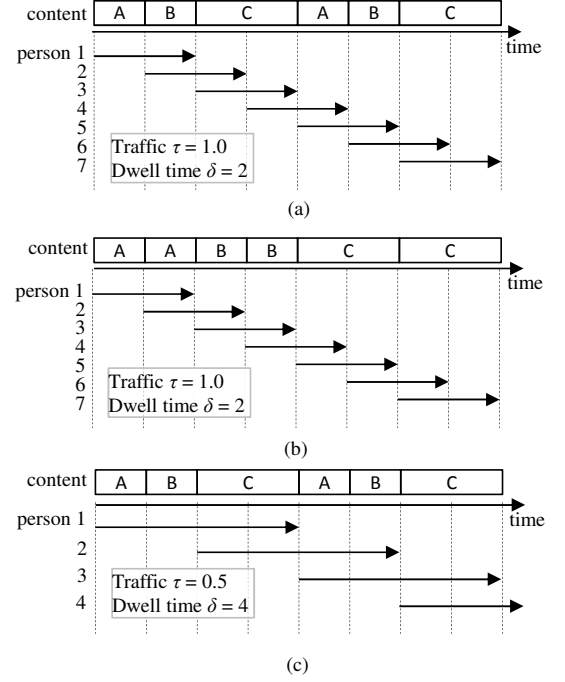 content A B C A B C
time
person 1
2
3
4
5
6
7
Traffic τ = 1.0
Dwell time δ = 2
(a)
content A A B B C C
time
person 1
2
3
4
5
6
7
Traffic τ = 1.0
Dwell time δ = 2
(b)
content A B C A B C
time
person 1
2
3
4
Traffic τ = 0.5
Dwell time δ = 4
(c)